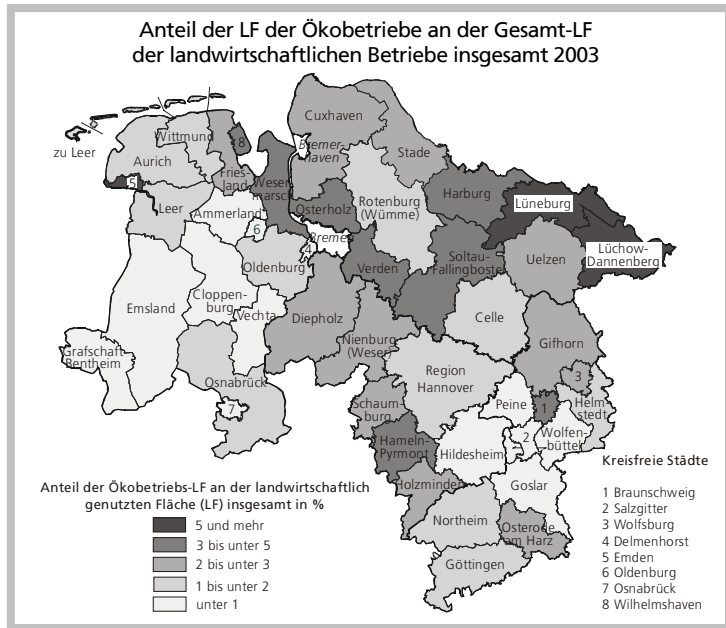 Anteil der LF der Ökobetriebe an der Gesamt-LF
der landwirtschaftlichen Betriebe insgesamt 2003
Cuxhaven
Wittmund
8
Bremer-
haven
Stade
zu Leer
Aurich
Fries-
land
Weser
marsch
5
Harburg
Rotenburg
(Wümme)
Leer
Ammerland
Osterholz
Lüneburg
6
Bremen
4
Lüchow-
Dannenberg
Oldenburg
Verden
Soltau-
Fallingbostel
Uelzen
Emsland
Cloppen-
burg
Vechta
Diepholz
Celle
Nienburg
(Weser)
Gifhorn
Grafschaft
Bentheim
Region
Hannover
Osnabrück
3
7
Schaum-
burg
Peine
1
Helm
stedt
Hameln-
Pyrmont
2
Wolfen-
büttel
Hildesheim
Kreisfreie Städte
Holzminden
Goslar
Anteil der Ökobetriebs-LF an der landwirtschaftlich
genutzten Fläche (LF) insgesamt in %
5 und mehr
3 bis unter 5
2 bis unter 3
1 bis unter 2
unter 1
Northeim
Osterode
am Harz
Göttingen
1 Braunschweig
2 Salzgitter
3 Wolfsburg
4 Delmenhorst
5 Emden
6 Oldenburg
7 Osnabrück
8 Wilhelmshaven